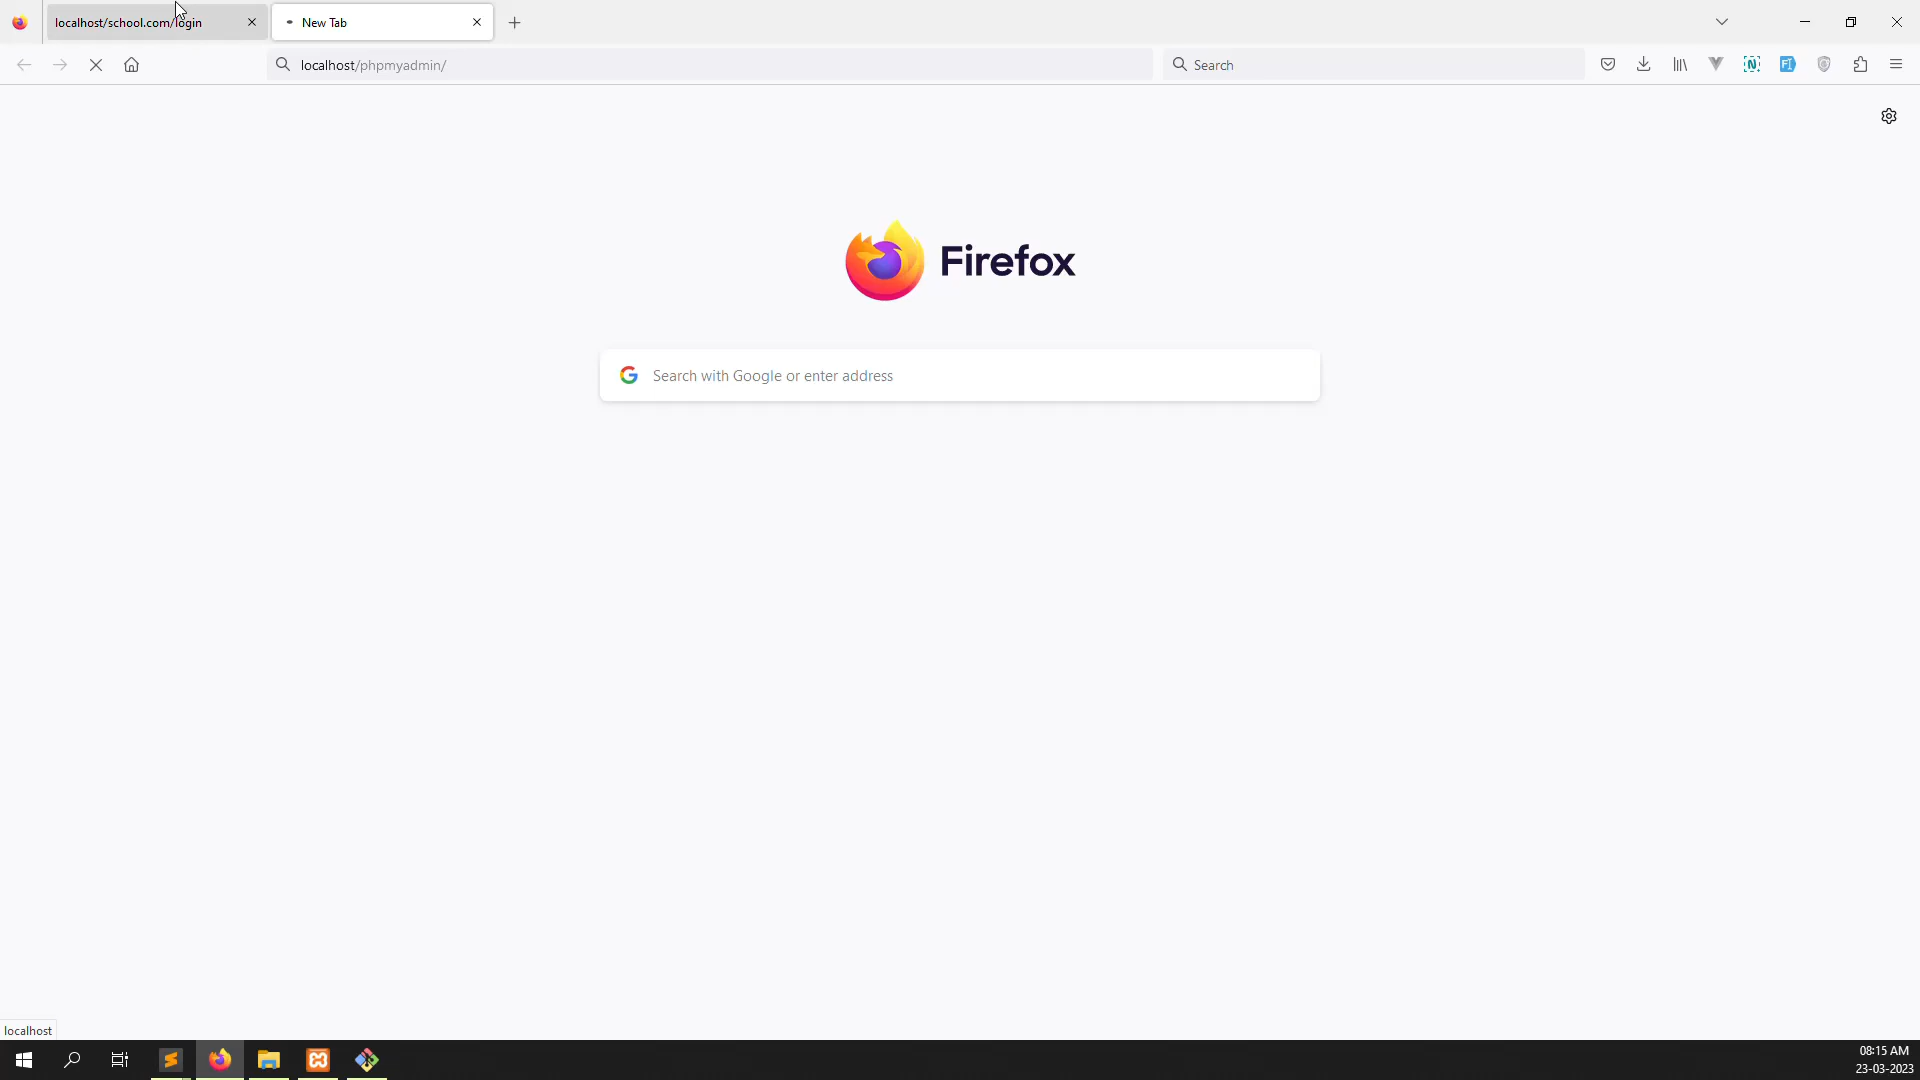 localhost/school.com/login
New Tab
localhost/phpmyadmin/
Search
Firefox
Search with Google or enter address
localhost
08:15 AM
23-03-2023